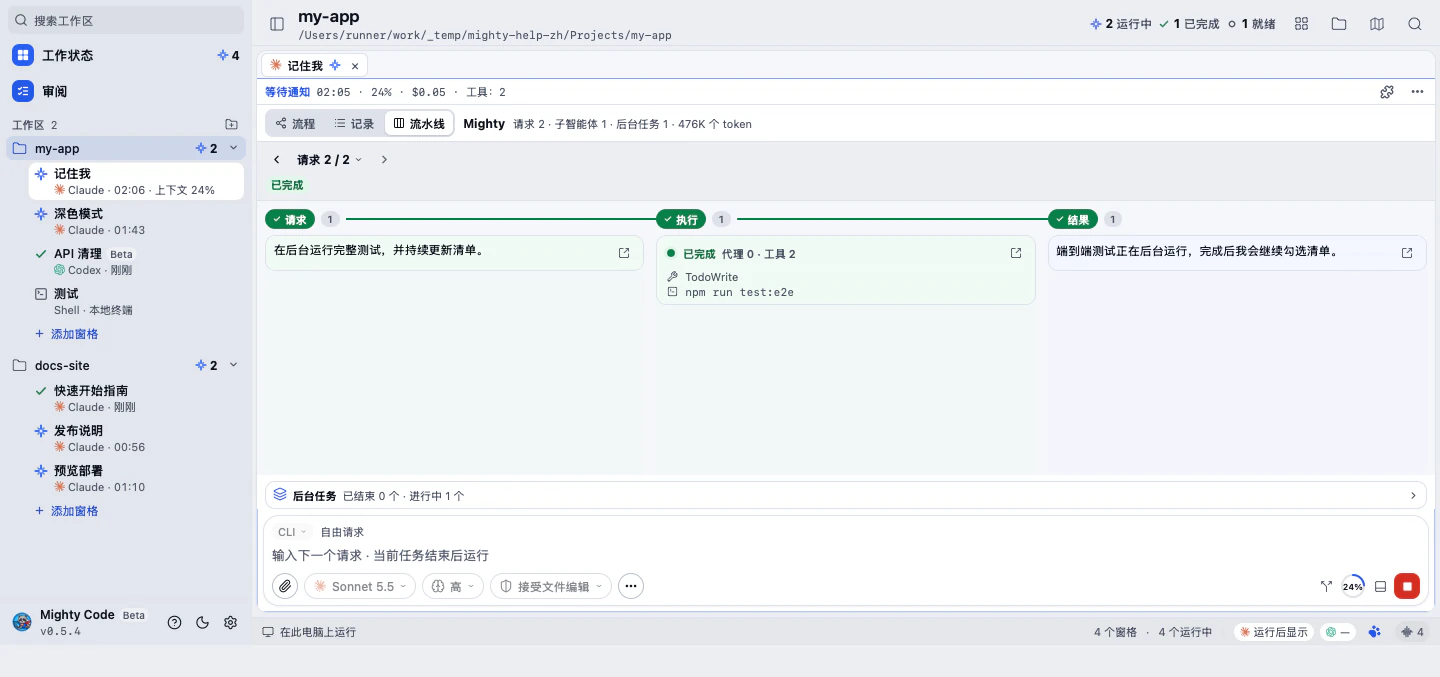 搜索工作区
工作状态 4
审阅
工作区 2
my-app 2
记住我
Claude · 02:06 · 上下文 24%
深色模式
Claude · 01:43
API 清理 Beta
Codex · 刚刚
测试
Shell · 本地终端
+ 添加窗格
docs-site 2
快速开始指南
Claude · 刚刚
发布说明
Claude · 00:56
预览部署
Claude · 01:10
+ 添加窗格
Mighty Code Beta
v0.5.4
my-app
/Users/runner/work/_temp/mighty-help-zh/Projects/my-app
2 运行中 1 已完成 1 就绪
记住我
等待通知 02:05 · 24% · $0.05 · 工具: 2
流程 记录 流水线 Mighty 请求 2 · 子智能体 1 · 后台任务 1 · 476K 个 token
请求 2 / 2
已完成
请求 1
在后台运行完整测试，并持续更新清单。
执行 1
已完成 代理 0 · 工具 2
TodoWrite
npm run test:e2e
结果 1
端到端测试正在后台运行，完成后我会继续勾选清单。
后台任务 已结束 0 个 · 进行中 1 个
CLI 自由请求
输入下一个请求 · 当前任务结束后运行
Sonnet 5.5 高 接受文件编辑 24%
在此电脑上运行
4 个窗格 · 4 个运行中 运行后显示 — 4